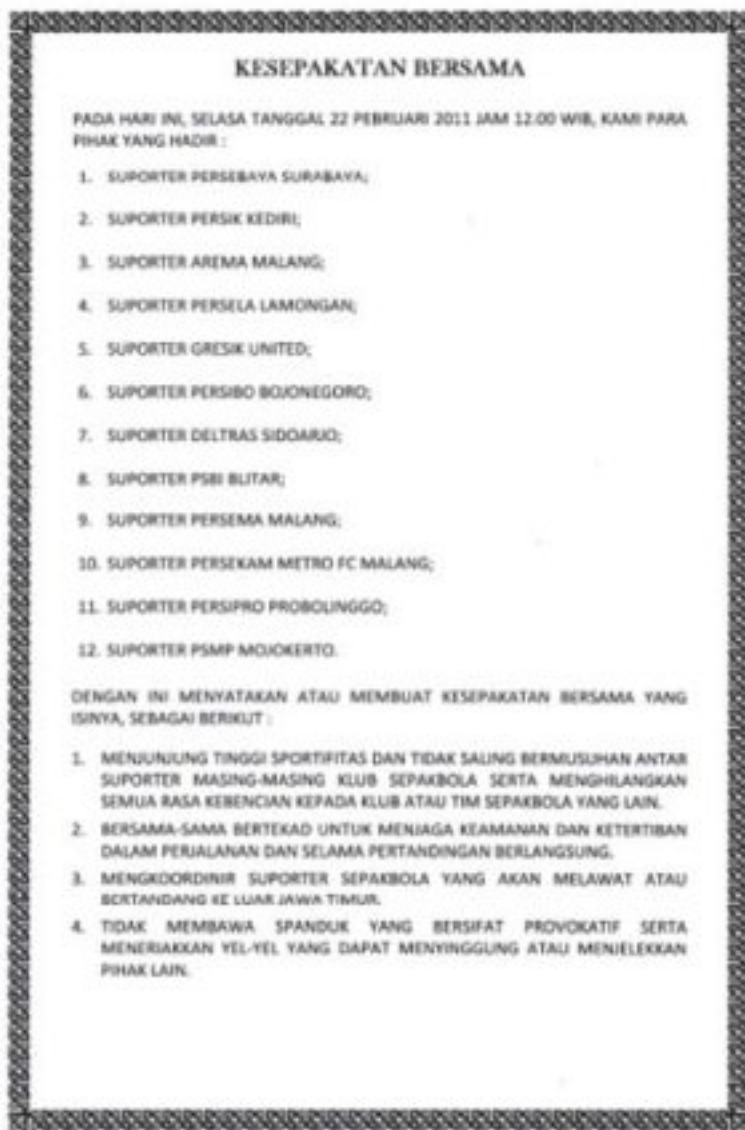 KESEPAKATAN BERSAMA
PADA HARI INI, SELASA TANGGAL 22 PEBRUARI 2011 JAM 12.00 WIB, KAMI PARA
PIHAK YANG HADIR :
1. SUPORTER PERSEBAYA SURABAYA;
2. SUPORTER PERSIK KEDIRI;
3. SUPORTER AREMA MALANG;
4. SUPORTER PERSELA LAMONGAN;
5. SUPORTER GRESIK UNITED;
6. SUPORTER PERSIBO BOJONEGORO;
7. SUPORTER DELTRAS SIDOARJO;
8. SUPORTER PSBI BLITAR;
9. SUPORTER PERSEMA MALANG;
10. SUPORTER PERSEKAM METRO FC MALANG;
11. SUPORTER PERSIPRO PROBOLINGGO;
12. SUPORTER PSMP MOJOKERTO.
DENGAN INI MENYATAKAN ATAU MEMBUAT KESEPAKATAN BERSAMA YANG
ISINYA, SEBAGAI BERIKUT :
1. MENJUNJUNG TINGGI SPORTIFITAS DAN TIDAK SALING BERMUSUHAN ANTAR
SUPORTER MASING-MASING KLUB SEPAKBOLA SERTA MENGHILANGKAN
SEMUA RASA KEBENCIAN KEPADA KLUB ATAU TIM SEPAKBOLA YANG LAIN.
2. BERSAMA-SAMA BERTEKAD UNTUK MENJAGA KEAMANAN DAN KETERTIBAN
DALAM PERJALANAN DAN SELAMA PERTANDINGAN BERLANGSUNG.
3. MENGKOORDINIR SUPORTER SEPAKBOLA YANG AKAN MELAWAT ATAU
BERTANDANG KE LUAR JAWA TIMUR.
4. TIDAK MEMBAWA SPANDUK YANG BERSIFAT PROVOKATIF SERTA
MENERIAKKAN YEL-YEL YANG DAPAT MENYINGGUNG ATAU MENJELEKKAN
PIHAK LAIN.